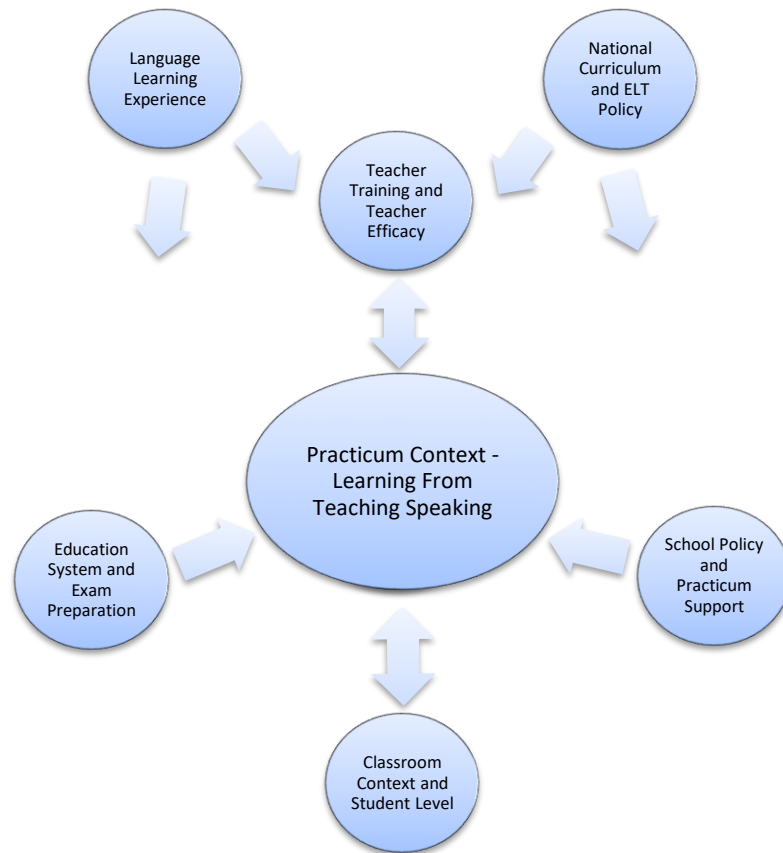 Language
Learning
Experience
National
Curriculum
and ELT
Policy
Teacher
Training and
Teacher
Efficacy
Practicum Context -
Learning From
Teaching Speaking
Education
System and
Exam
Preparation
School Policy
and
Practicum
Support
Classroom
Context and
Student Level